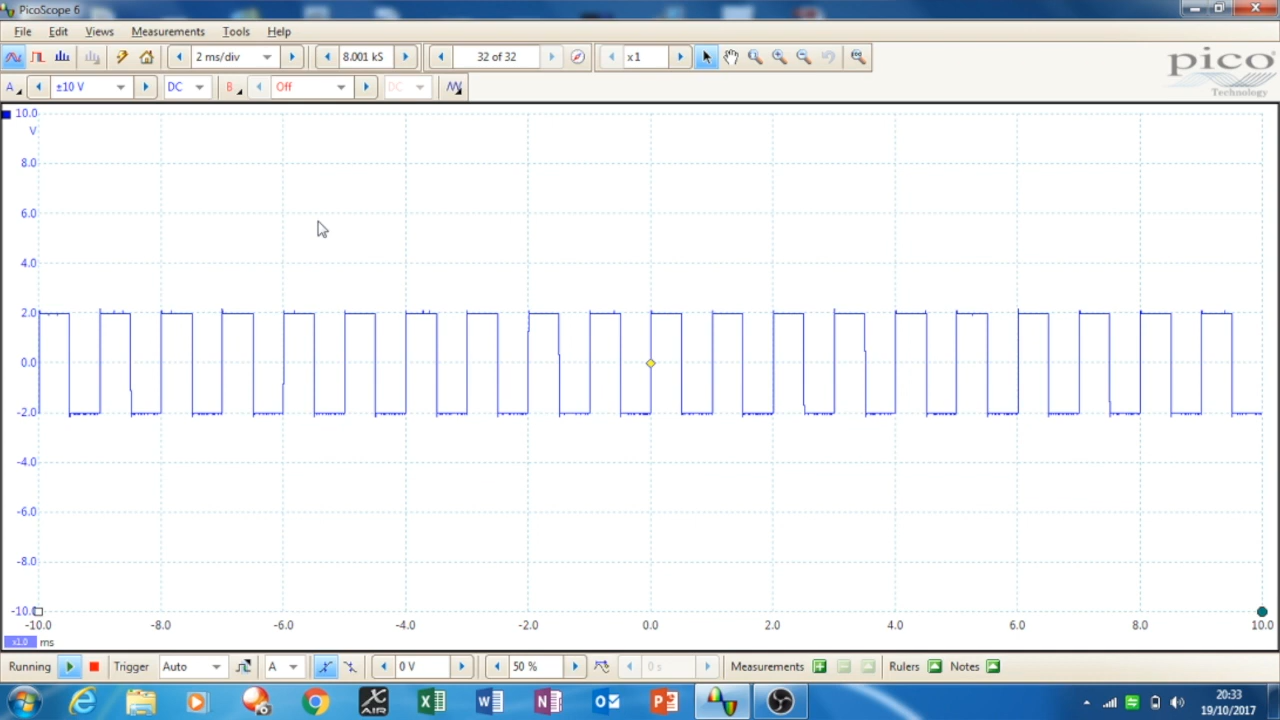 PicoScope 6
File Edit Views Measurements Tools Help
2 ms/div 8.001 kS 32 of 32 x1
pico
Technology
A ±10 V DC B Off DC
10.0
V
8.0
6.0
4.0
2.0
0.0
-2.0
-4.0
-6.0
-8.0
-10.0
-10.0 -8.0 -6.0 -4.0 -2.0 0.0 2.0 4.0 6.0 8.0 10.0
x1.0 ms
Running Trigger Auto A 0 V 50 % 0 s Measurements Rulers Notes
20:33
19/10/2017